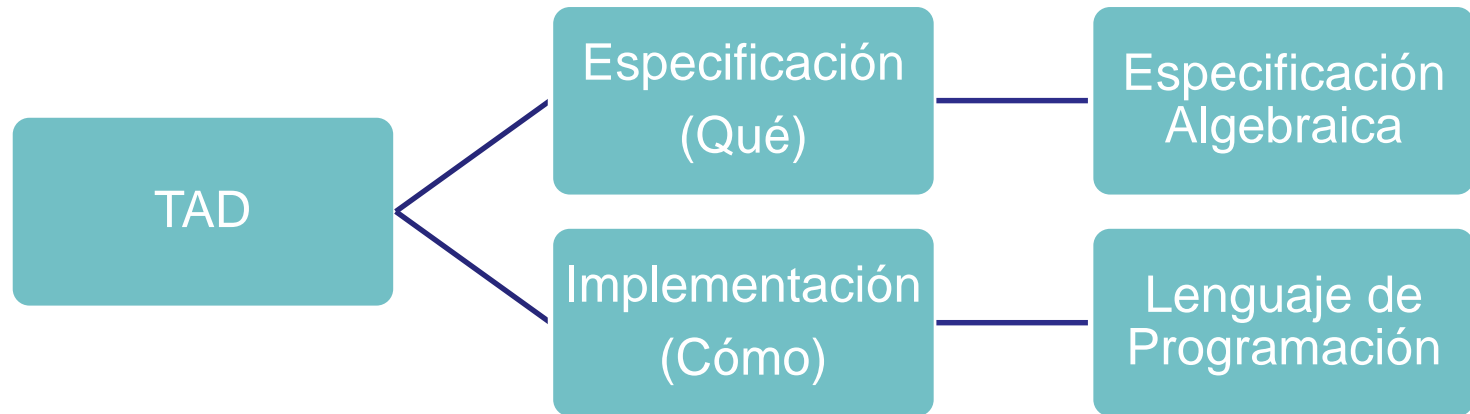 TAD
Especificación
(Qué)
Especificación
Algebraica
Implementación
(Cómo)
Lenguaje de
Programación